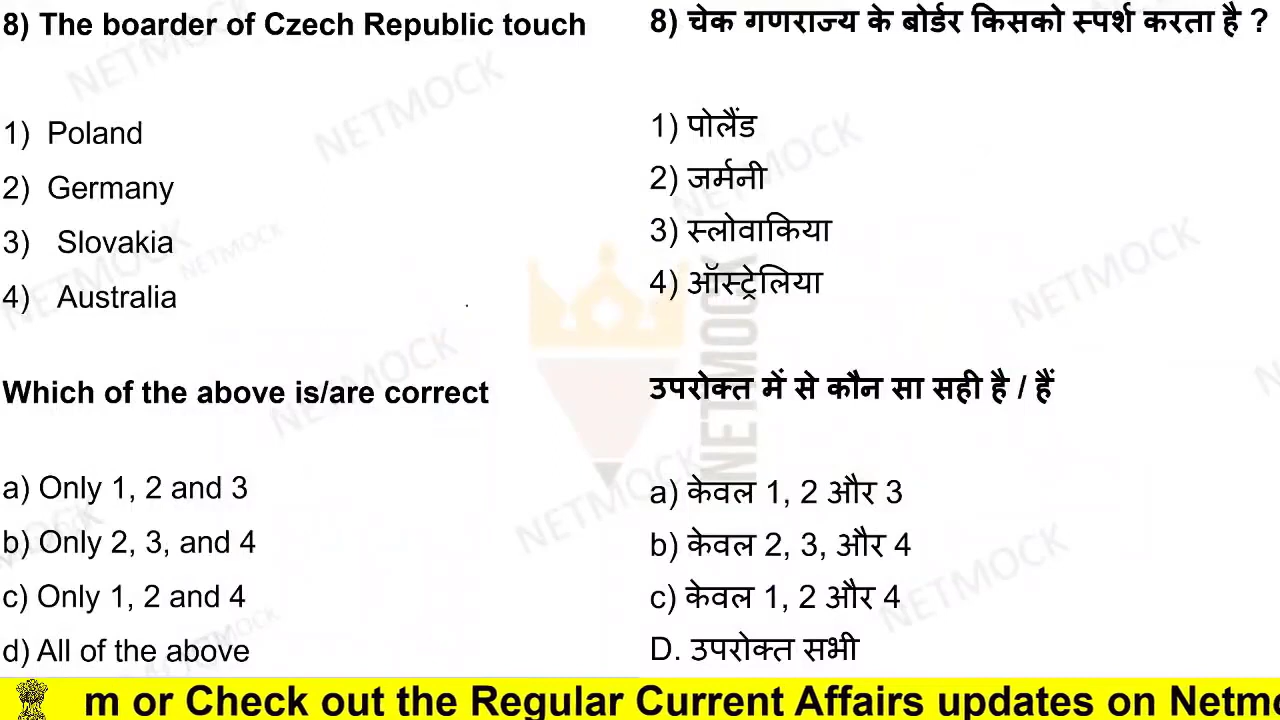 8) The boarder of Czech Republic touch
1) Poland
2) Germany
3) Slovakia
4) Australia
Which of the above is/are correct
a) Only 1, 2 and 3
b) Only 2, 3, and 4
c) Only 1, 2 and 4
d) All of the above
8) चेक गणराज्य के बोर्डर किसको स्पर्श करता है ?
1) पोलैंड
2) जर्मनी
3) स्लोवाकिया
4) ऑस्ट्रेलिया
उपरोक्त में से कौन सा सही है / हैं
a) केवल 1, 2 और 3
b) केवल 2, 3, और 4
c) केवल 1, 2 और 4
D. उपरोक्त सभी
NETMOCK
m or Check out the Regular Current Affairs updates on Netmo